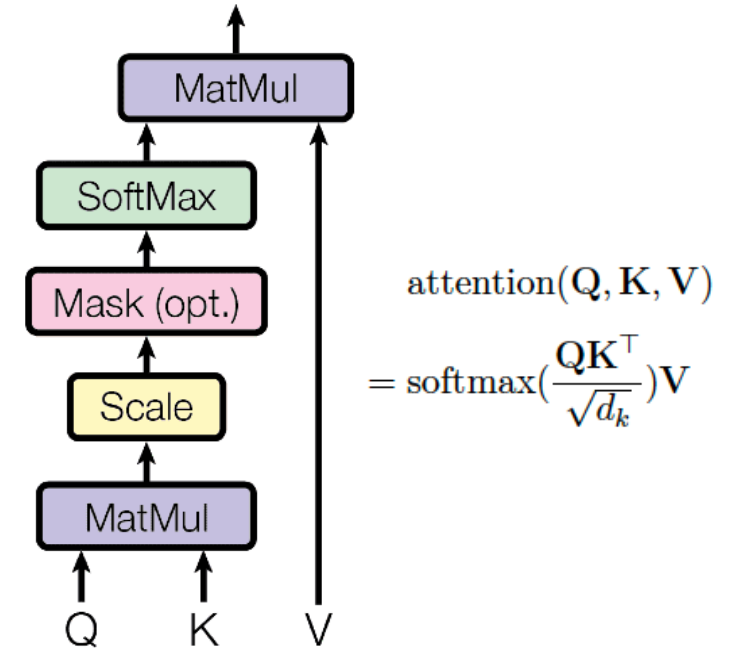 MatMul
SoftMax
Mask (opt.)
Scale
MatMul
Q K V
attention(Q, K, V)
= softmax(QK⊤/√dₖ)V